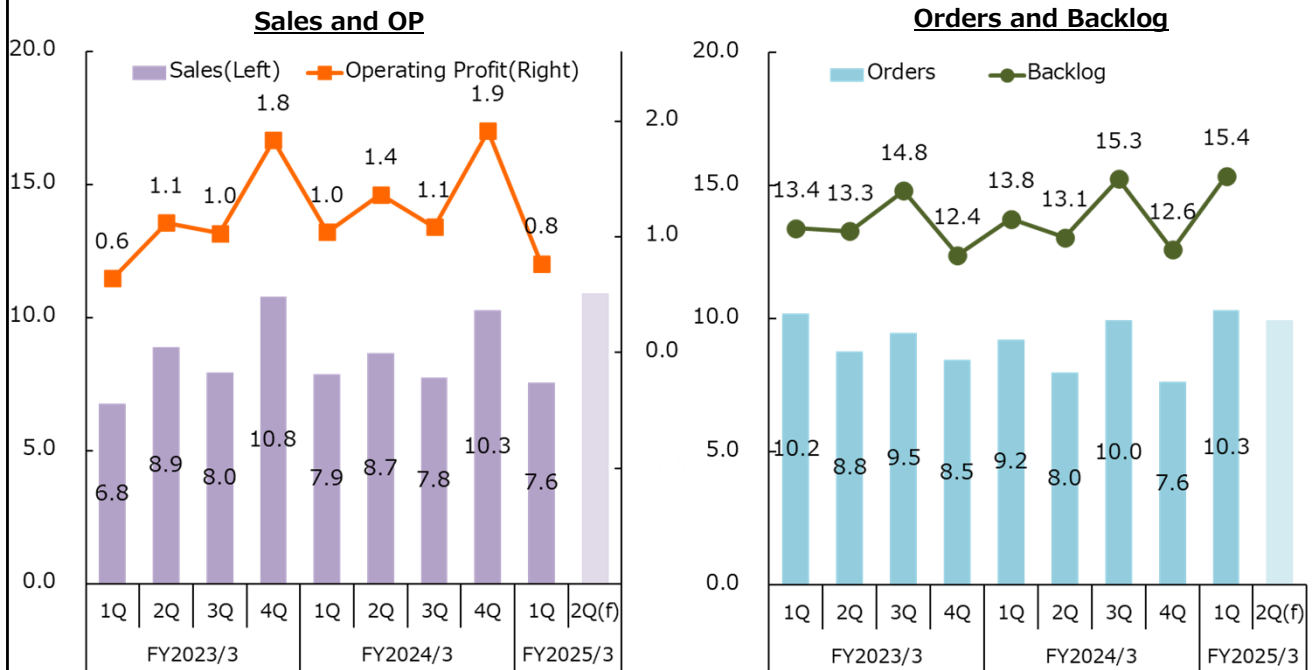 Sales and OP
20.0
Sales(Left) Operating Profit(Right)
15.0
10.0
5.0
0.0
2.0
1.0
0.0
0.6 1.1 1.0 1.8 1.0 1.4 1.1 1.9 0.8
6.8 8.9 8.0 10.8 7.9 8.7 7.8 10.3 7.6
1Q 2Q 3Q 4Q 1Q 2Q 3Q 4Q 1Q 2Q(f)
FY2023/3 FY2024/3 FY2025/3
Orders and Backlog
20.0
Orders Backlog
15.0
10.0
5.0
0.0
13.4 13.3 14.8 12.4 13.8 13.1 15.3 12.6 15.4
10.2 8.8 9.5 8.5 9.2 8.0 10.0 7.6 10.3
1Q 2Q 3Q 4Q 1Q 2Q 3Q 4Q 1Q 2Q(f)
FY2023/3 FY2024/3 FY2025/3